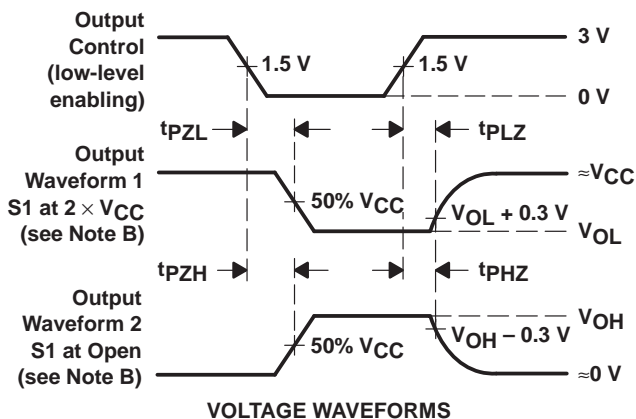 Output
Control
(low-level
enabling)
1.5 V
1.5 V
3 V
0 V
tPZL
tPLZ
Output
Waveform 1
S1 at 2 × VCC
(see Note B)
50% VCC
VOL + 0.3 V
≈VCC
VOL
tPZH
tPHZ
Output
Waveform 2
S1 at Open
(see Note B)
50% VCC
VOH – 0.3 V
VOH
≈0 V
VOLTAGE WAVEFORMS